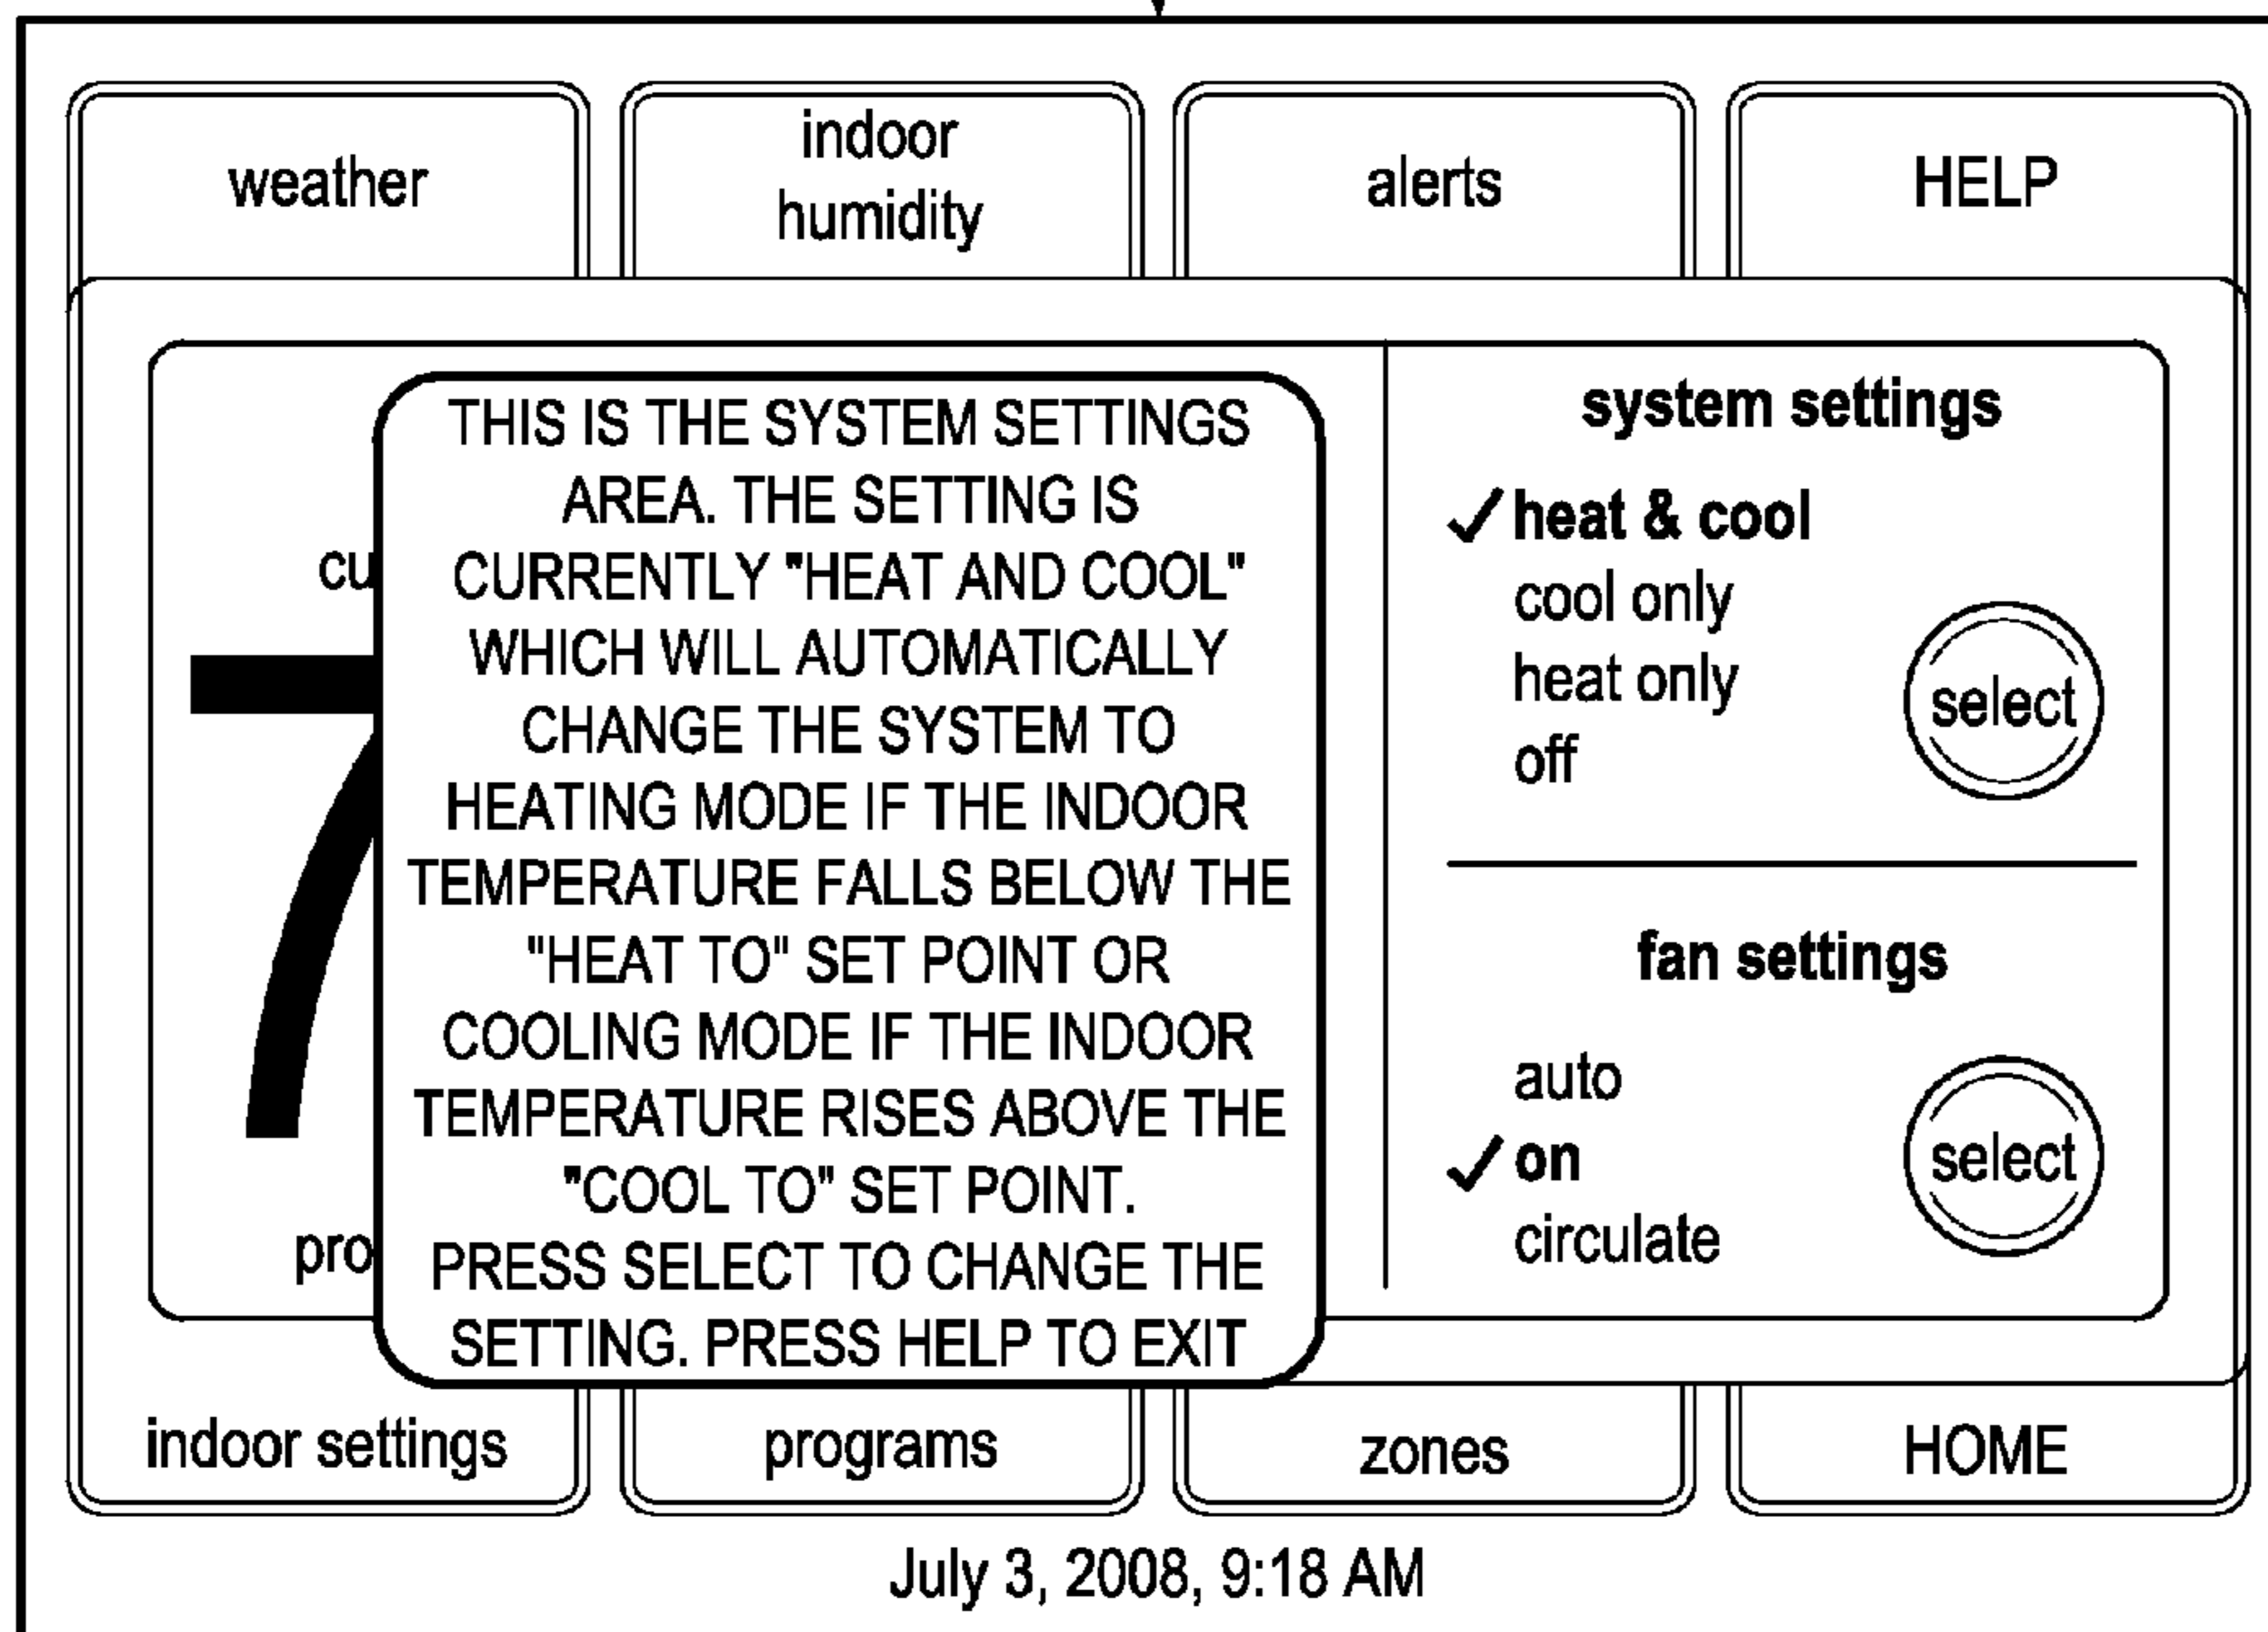 weather
indoor
humidity
alerts
HELP
THIS IS THE SYSTEM SETTINGS
AREA. THE SETTING IS
CURRENTLY "HEAT AND COOL"
WHICH WILL AUTOMATICALLY
CHANGE THE SYSTEM TO
HEATING MODE IF THE INDOOR
TEMPERATURE FALLS BELOW THE
"HEAT TO" SET POINT OR
COOLING MODE IF THE INDOOR
TEMPERATURE RISES ABOVE THE
"COOL TO" SET POINT.
PRESS SELECT TO CHANGE THE
SETTING. PRESS HELP TO EXIT
cu
7
pro
system settings
✓ heat & cool
cool only
heat only
off
select
fan settings
auto
✓ on
circulate
select
indoor settings
programs
zones
HOME
July 3, 2008, 9:18 AM